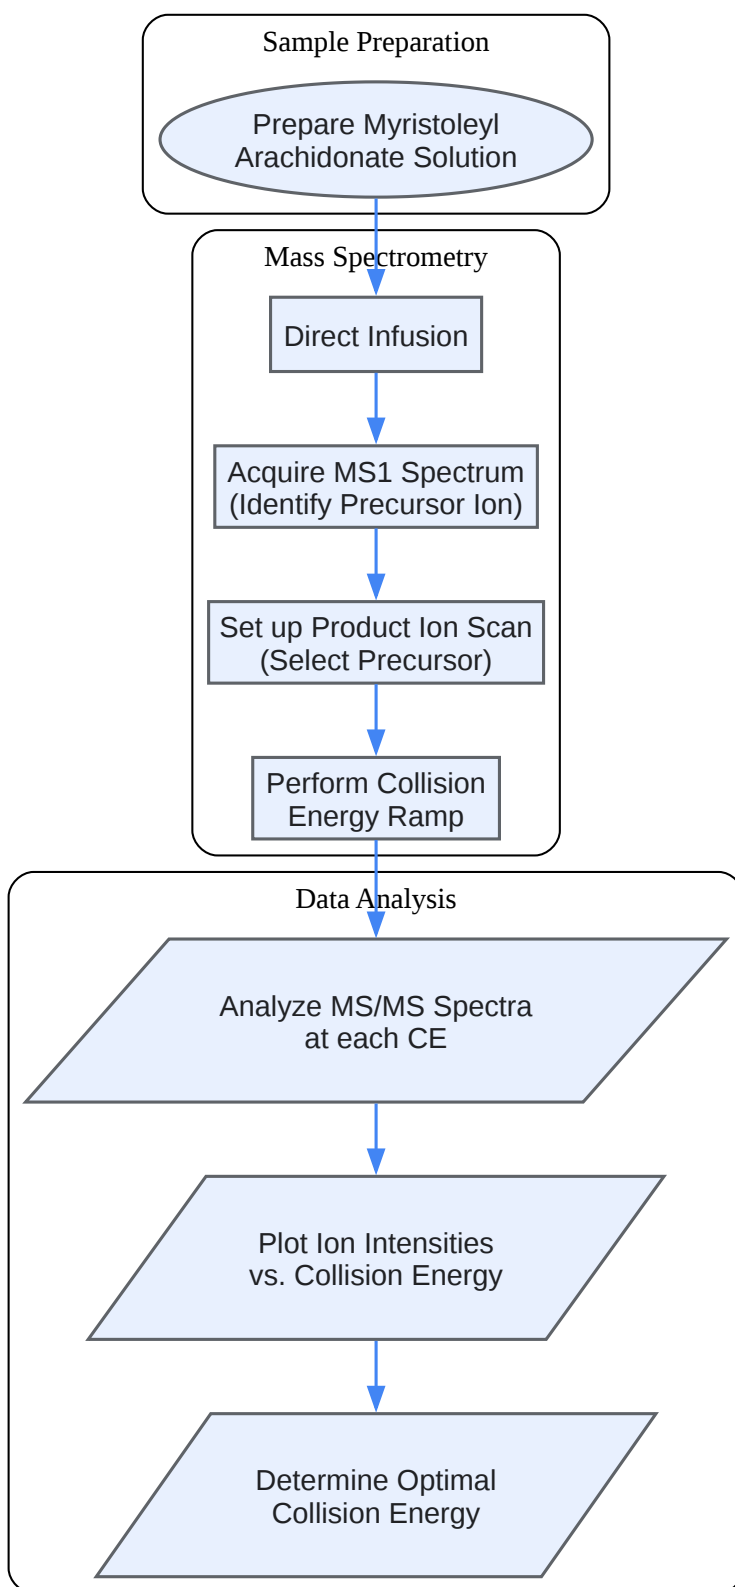 Sample Preparation
Prepare Myristoleyl
Arachidonate Solution
Mass Spectrometry
Direct Infusion
Acquire MS1 Spectrum
(Identify Precursor Ion)
Set up Product Ion Scan
(Select Precursor)
Perform Collision
Energy Ramp
Data Analysis
Analyze MS/MS Spectra
at each CE
Plot Ion Intensities
vs. Collision Energy
Determine Optimal
Collision Energy